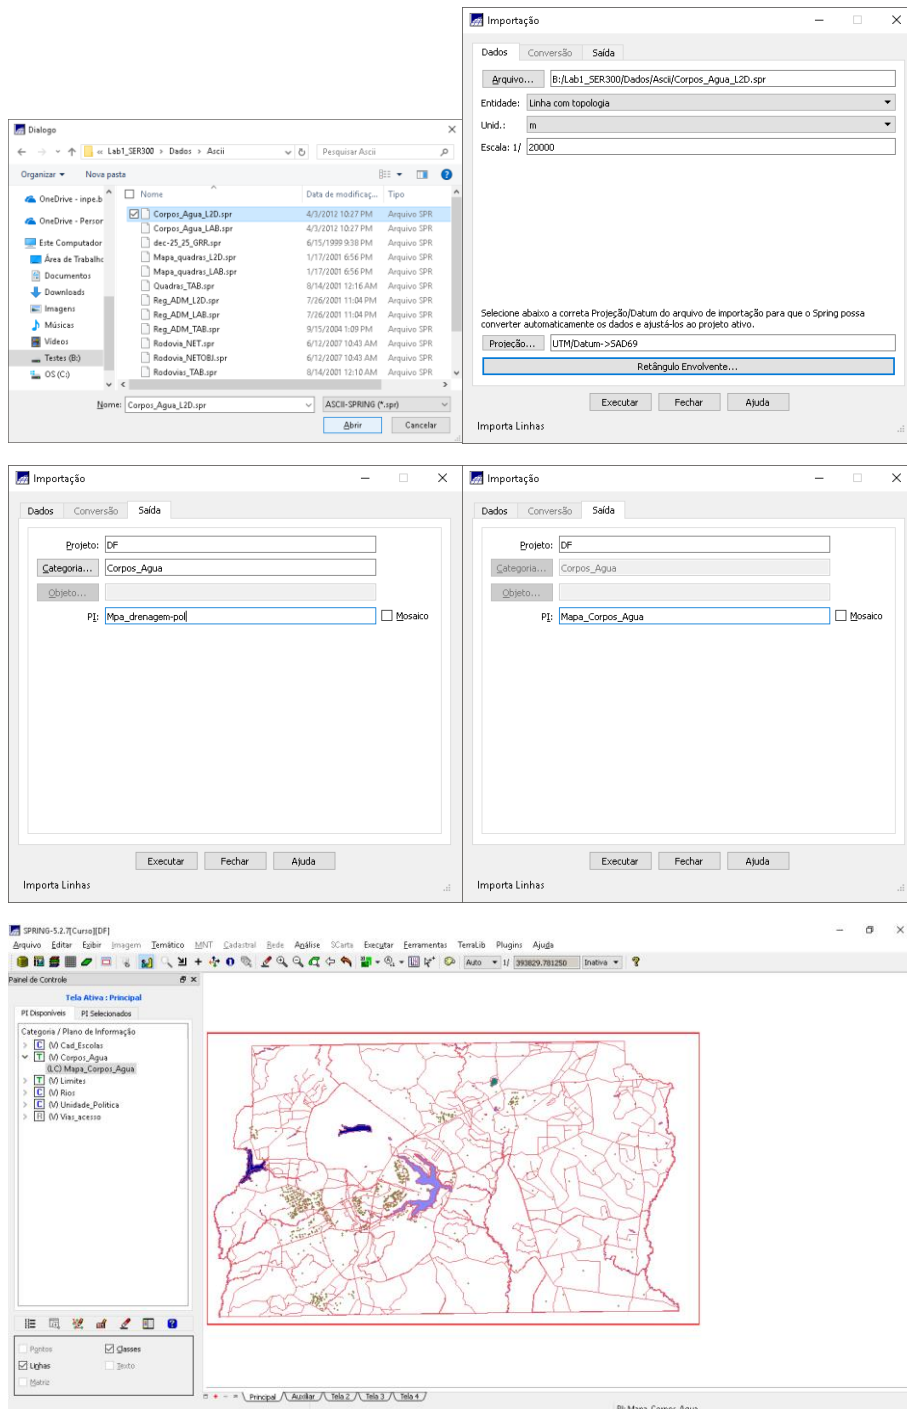 Dialogo
« Lab1_SER300 > Dados > Ascii
Pesquisar Ascii
Organizar
Nova pasta
OneDrive - inpe.b
OneDrive - Persor
Este Computador
Área de Trabalho
Documentos
Downloads
Imagens
Músicas
Vídeos
Testes (B:)
OS (C:)
Nome
Data de modificaç...
Tipo
Corpos_Agua_L2D.spr 4/3/2012 10:27 PM Arquivo SPR
Corpos_Agua_LAB.spr 4/3/2012 10:27 PM Arquivo SPR
dec-25_25_GRR.spr 6/15/1999 9:38 PM Arquivo SPR
Mapa_quadras_L2D.spr 1/17/2001 6:56 PM Arquivo SPR
Mapa_quadras_LAB.spr 1/17/2001 6:56 PM Arquivo SPR
Quadras_TAB.spr 8/14/2001 12:16 AM Arquivo SPR
Reg_ADM_L2D.spr 7/26/2001 11:04 PM Arquivo SPR
Reg_ADM_LAB.spr 7/26/2001 11:04 PM Arquivo SPR
Reg_ADM_TAB.spr 9/15/2004 1:09 PM Arquivo SPR
Rodovia_NET.spr 6/12/2007 10:43 AM Arquivo SPR
Rodovia_NETOBJ.spr 6/12/2007 10:43 AM Arquivo SPR
Rodovias_TAB.spr 8/14/2001 12:10 AM Arquivo SPR
Nome: Corpos_Agua_L2D.spr
ASCII-SPRING (*.spr)
Abrir
Cancelar
Importação
Dados Conversão Saída
Arquivo... B:/Lab1_SER300/Dados/Ascii/Corpos_Agua_L2D.spr
Entidade: Linha com topologia
Unid.: m
Escala: 1/ 20000
Selecione abaixo a correta Projeção/Datum do arquivo de importação para que o Spring possa
converter automaticamente os dados e ajustá-los ao projeto ativo.
Projeção... UTM/Datum->SAD69
Retângulo Envolvente...
Executar Fechar Ajuda
Importa Linhas
Importação
Dados Conversão Saída
Projeto: DF
Categoria... Corpos_Agua
Objeto...
PI: Mpa_drenagem-pol
Mosaico
Executar Fechar Ajuda
Importa Linhas
Importação
Dados Conversão Saída
Projeto: DF
Categoria... Corpos_Agua
Objeto...
PI: Mapa_Corpos_Agua
Mosaico
Executar Fechar Ajuda
Importa Linhas
SPRING-5.2.7[Curso][DF]
Arquivo Editar Exibir Imagem Temático MNT Cadastral Rede Análise SCarta Executar Ferramentas TerraLib Plugins Ajuda
Auto 1/ 393829.781250 Inativa
Painel de Controle
Tela Ativa : Principal
PI Disponíveis PI Selecionados
Categoria / Plano de Informação
C (V) Cad_Escolas
T (V) Corpos_Agua
(LC) Mapa_Corpos_Agua
T (V) Limites
C (V) Rios
C (V) Unidade_Politica
R (V) Vias_acesso
Pontos Classes
Linhas Texto
Matriz
Principal Auxiliar Tela 2 Tela 3 Tela 4
PI: Mapa_Corpos_Agua